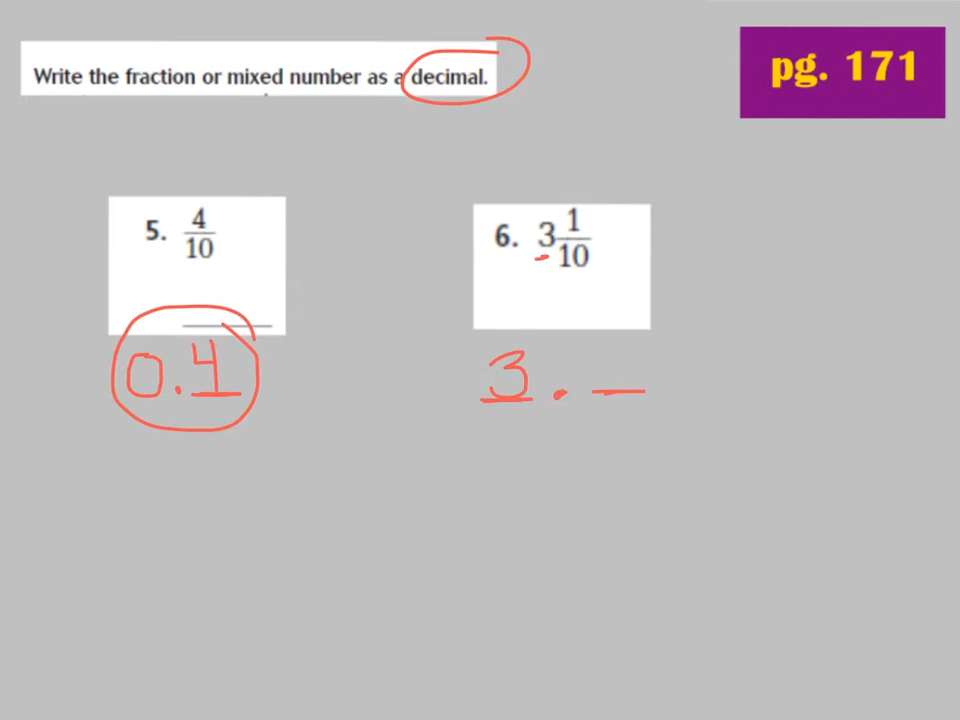 Write the fraction or mixed number as a decimal.
pg. 171
5. 4/10
6. 3 1/10
0.4
3. _